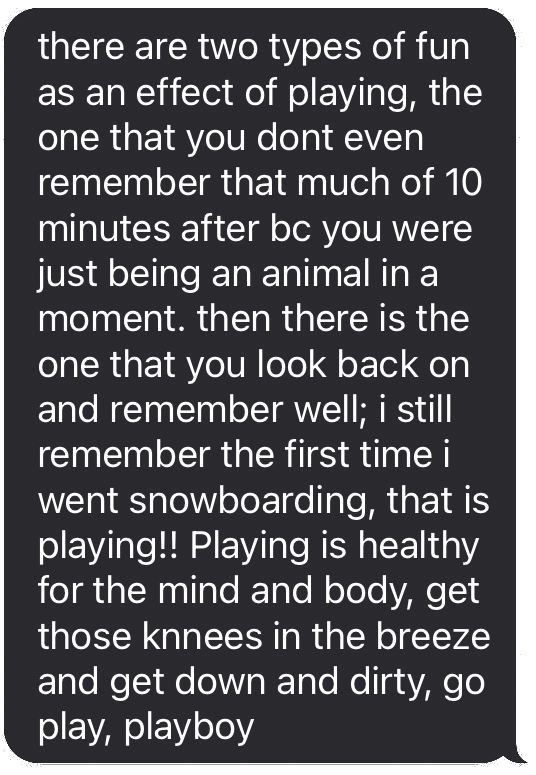 there are two types of fun
as an effect of playing, the
one that you dont even
remember that much of 10
minutes after bc you were
just being an animal in a
moment. then there is the
one that you look back on
and remember well; i still
remember the first time i
went snowboarding, that is
playing!! Playing is healthy
for the mind and body, get
those knnees in the breeze
and get down and dirty, go
play, playboy